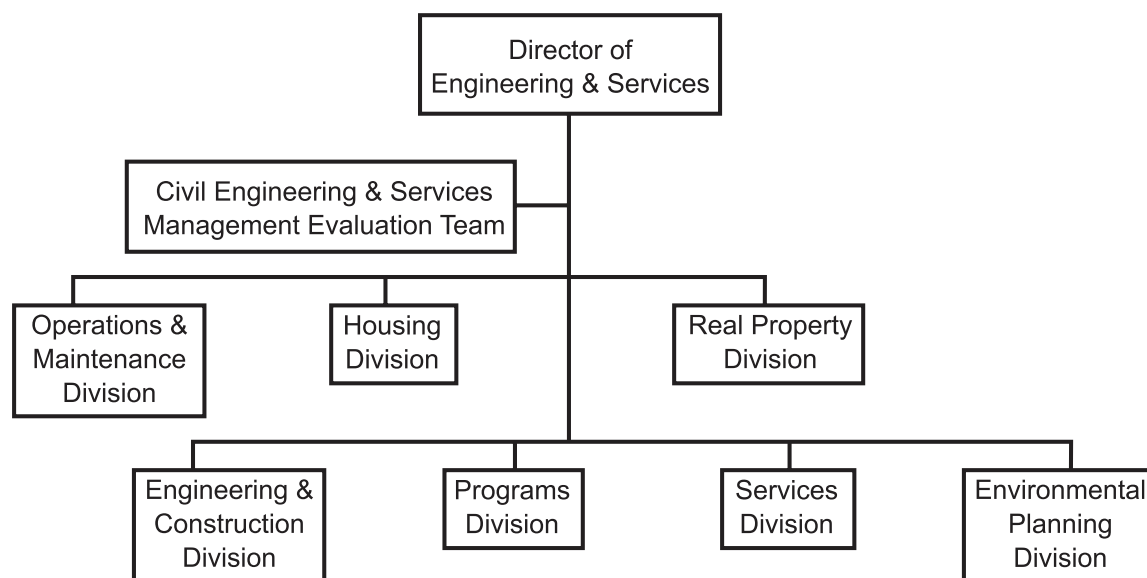 Director of
Engineering & Services
Civil Engineering & Services
Management Evaluation Team
Operations &
Maintenance
Division
Housing
Division
Real Property
Division
Engineering &
Construction
Division
Programs
Division
Services
Division
Environmental
Planning
Division